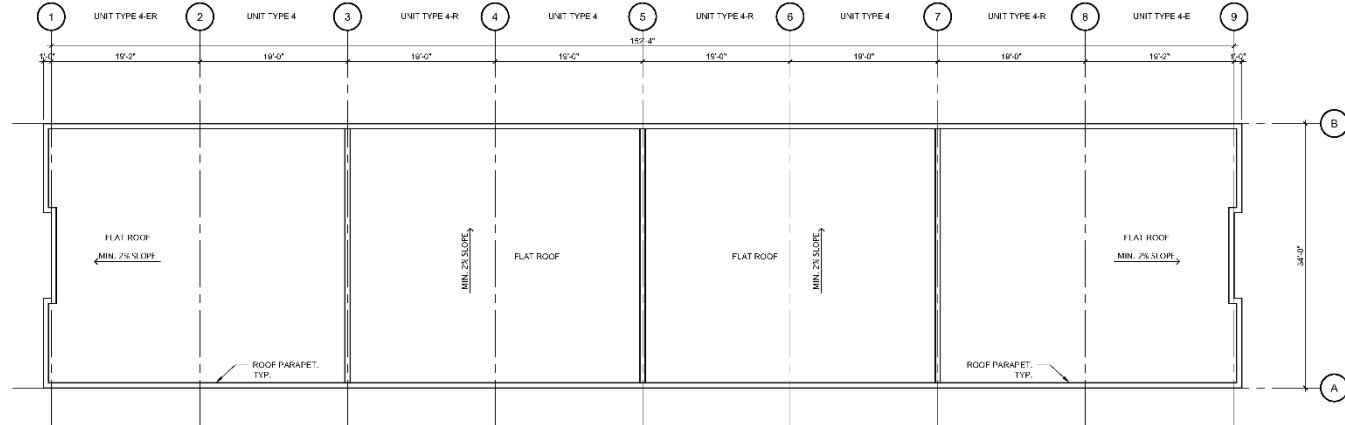 1 UNIT TYPE 4-ER 2 UNIT TYPE 4 3 UNIT TYPE 4-R 4 UNIT TYPE 4 5 UNIT TYPE 4-R 6 UNIT TYPE 4 7 UNIT TYPE 4-R 8 UNIT TYPE 4-E 9
152'-4"
1'-0" 19'-2" 19'-0" 19'-0" 19'-0" 19'-0" 19'-0" 19'-0" 19'-2" 1'-0"
B
FLAT ROOF
MIN. 2% SLOPE
MIN. 2% SLOPE
FLAT ROOF
FLAT ROOF
MIN. 2% SLOPE
FLAT ROOF
MIN. 2% SLOPE
34'-0"
ROOF PARAPET.
TYP.
ROOF PARAPET.
TYP.
A